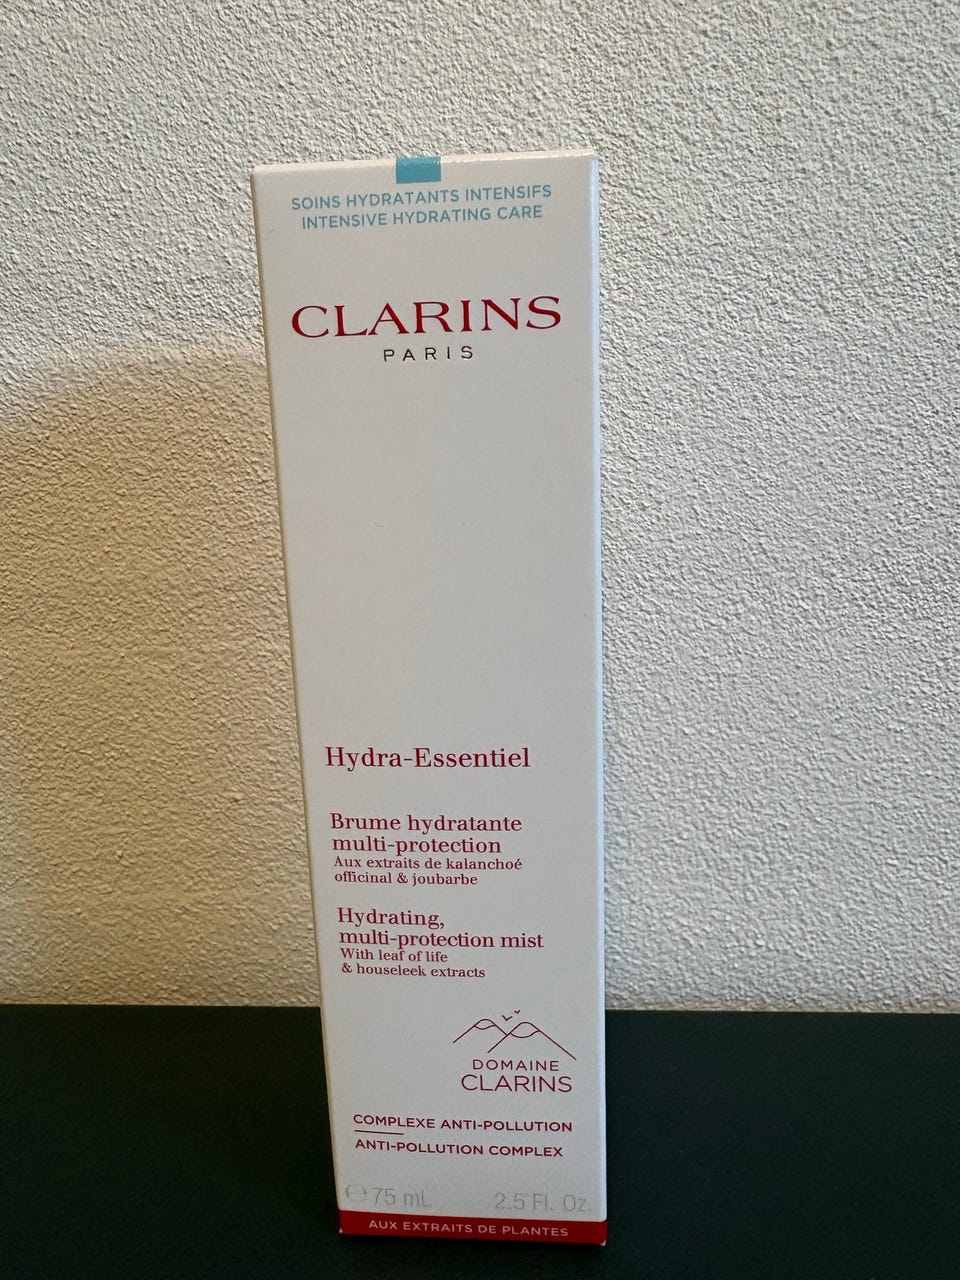 SOINS HYDRATANTS INTENSIFS
INTENSIVE HYDRATING CARE
CLARINS
PARIS
Hydra-Essentiel
Brume hydratante
multi-protection
Aux extraits de kalanchoé
officinal & joubarbe
Hydrating,
multi-protection mist
With leaf of life
& houseleek extracts
DOMAINE
CLARINS
COMPLEXE ANTI-POLLUTION
ANTI-POLLUTION COMPLEX
℮ 75 mL 2.5 Fl. Oz.
AUX EXTRAITS DE PLANTES